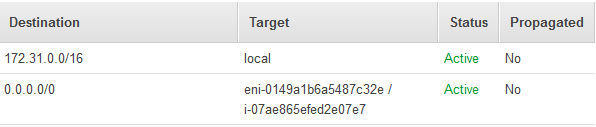 Destination Target Status Propagated
172.31.0.0/16 local Active No
0.0.0.0/0 eni-0149a1b6a5487c32e / Active No
i-07ae865efed2e07e7